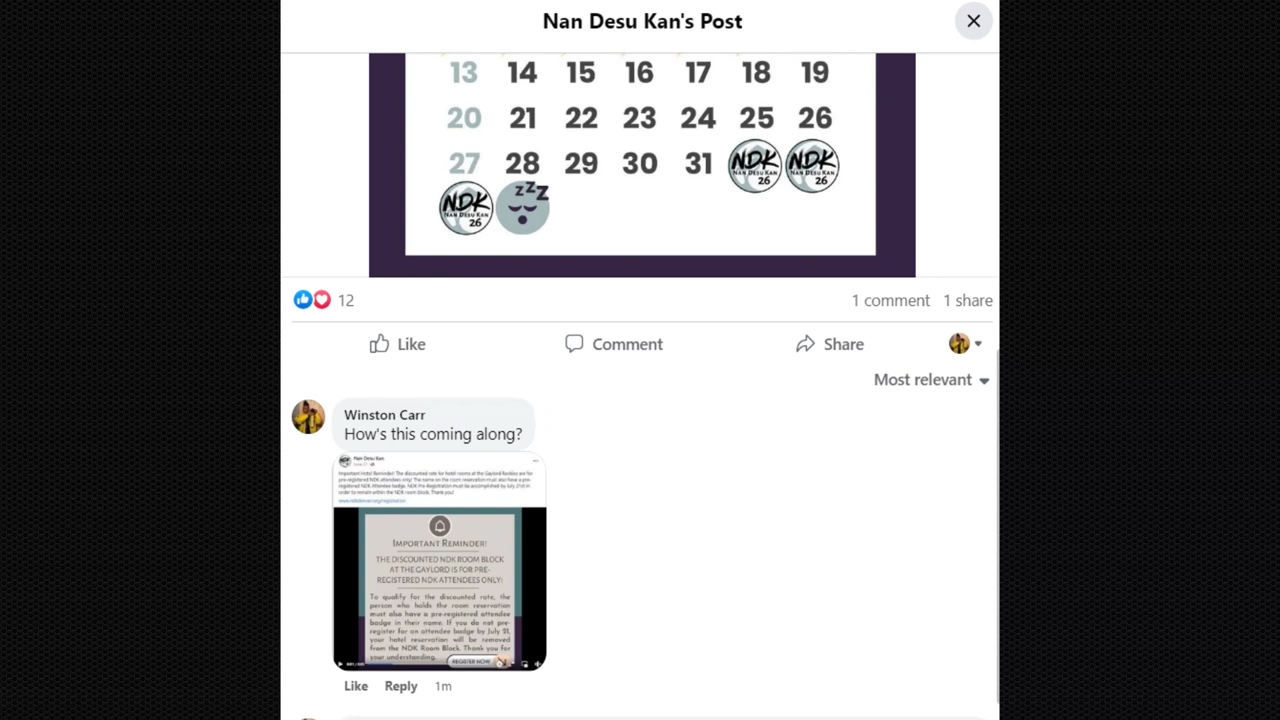 Nan Desu Kan's Post
13 14 15 16 17 18 19
20 21 22 23 24 25 26
27 28 29 30 31 NDK NAN DESU KAN 26 NDK NAN DESU KAN 26
NDK NAN DESU KAN 26 ZZZ
12 1 comment 1 share
Like Comment Share
Most relevant
Winston Carr
How's this coming along?
Nan Desu Kan
Important Hotel Reminder! The discounted rate for hotel rooms at the Gaylord Rockies are for
pre-registered NDK attendees only! The name on the room reservation must also have a pre-
registered NDK Attendee badge. NDK Pre-Registration must be accomplished by July 21st in
order to remain within the NDK room block. Thank you!
IMPORTANT REMINDER!
THE DISCOUNTED NDK ROOM BLOCK
AT THE GAYLORD IS FOR PRE-
REGISTERED NDK ATTENDEES ONLY!
To qualify for the discounted rate, the
person who holds the room reservation
must also have a pre-registered attendee
badge in their name. If you do not pre-
register for an attendee badge by July 21,
your hotel reservation will be removed
from the NDK Room Block. Thank you for
your understanding.
REGISTER NOW
Like Reply 1m